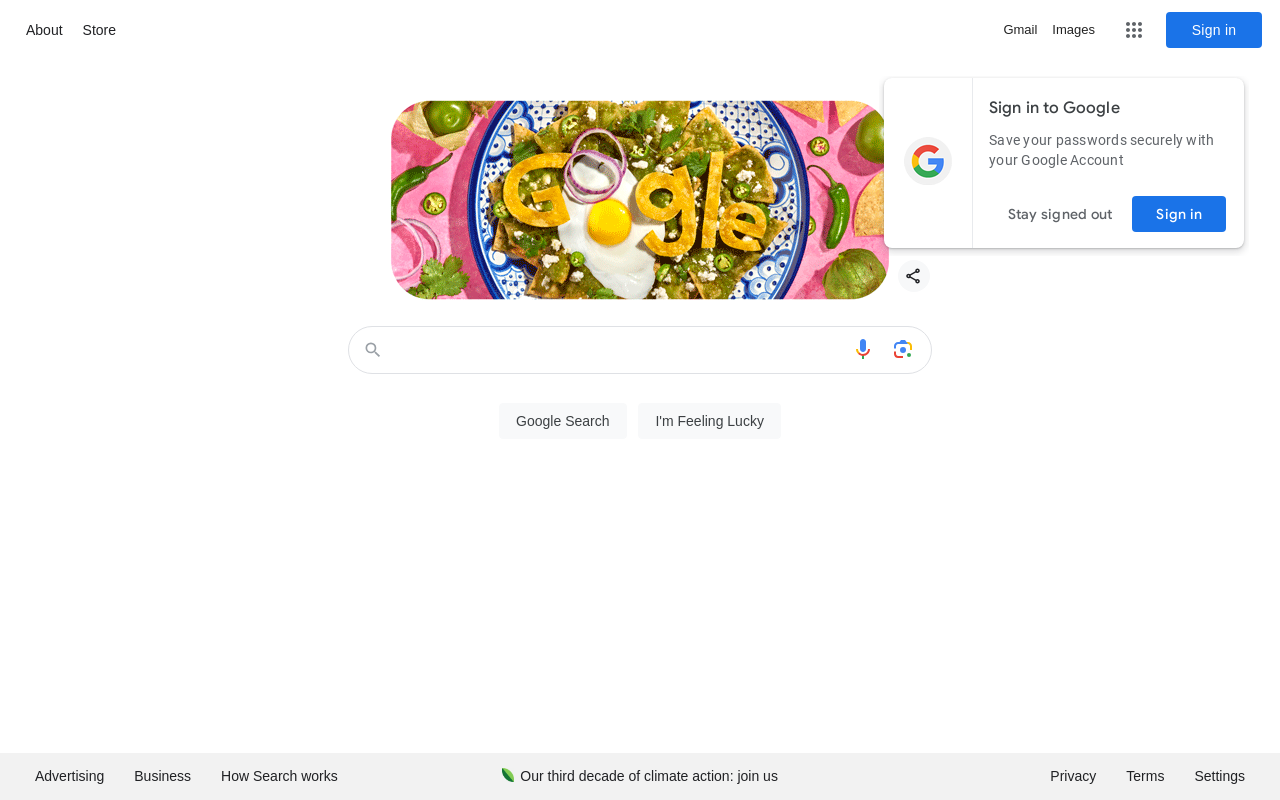 About Store
Gmail Images Sign in
Google
Sign in to Google
Save your passwords securely with
your Google Account
Stay signed out Sign in
Google Search I'm Feeling Lucky
Advertising Business How Search works
Our third decade of climate action: join us
Privacy Terms Settings